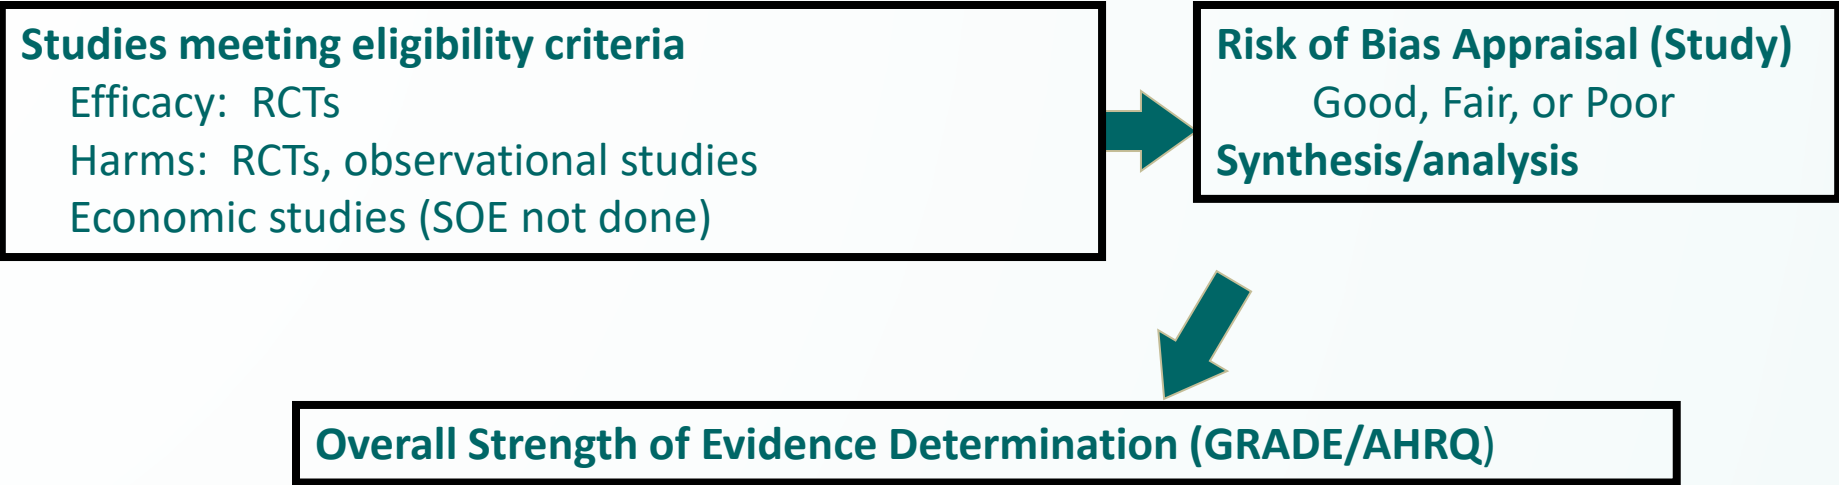 Studies meeting eligibility criteria
Efficacy: RCTs
Harms: RCTs, observational studies
Economic studies (SOE not done)
Risk of Bias Appraisal (Study)
Good, Fair, or Poor
Synthesis/analysis
Overall Strength of Evidence Determination (GRADE/AHRQ)